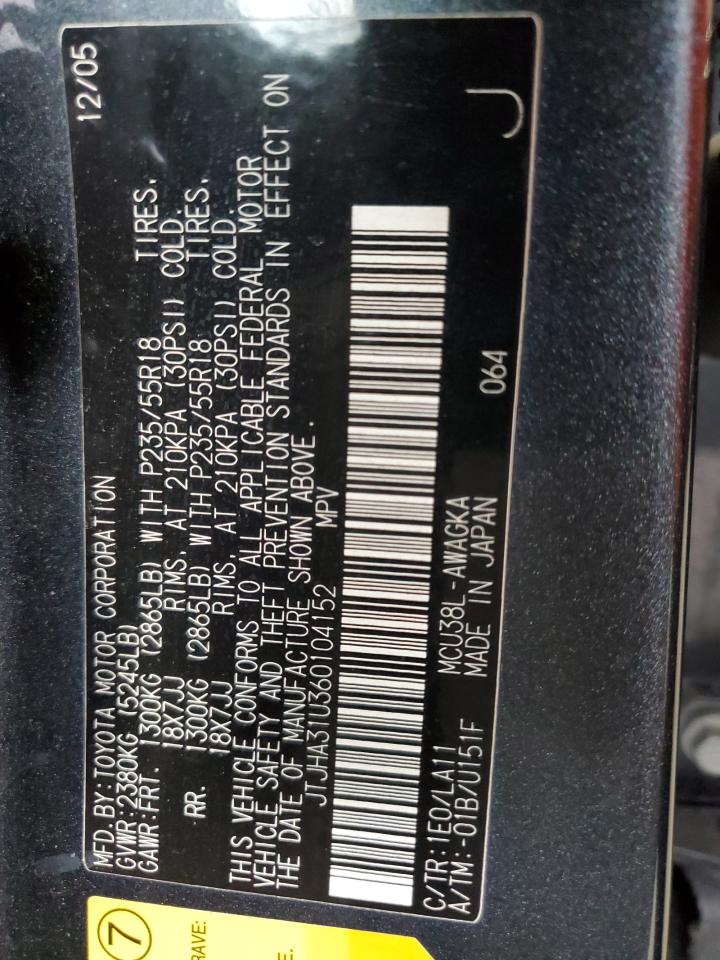 MFD. BY: TOYOTA MOTOR CORPORATION 12/05
GVWR: 2380KG (5245LB)
GAWR: FRT. 1300KG (2865LB) WITH P235/55R18 TIRES,
18X7JJ RIMS, AT 210KPA (30PSI) COLD.
RR. 1300KG (2865LB) WITH P235/55R18 TIRES,
18X7JJ RIMS, AT 210KPA (30PSI) COLD.
THIS VEHICLE CONFORMS TO ALL APPLICABLE FEDERAL MOTOR
VEHICLE SAFETY AND THEFT PREVENTION STANDARDS IN EFFECT ON
THE DATE OF MANUFACTURE SHOWN ABOVE.
JTJHA31U360104152 MPV
C/TR: 1E0/LA11 MCU38L-AWAGKA 064
A/TM: -01B/U151F MADE IN JAPAN
J
7
RAVE:
E.